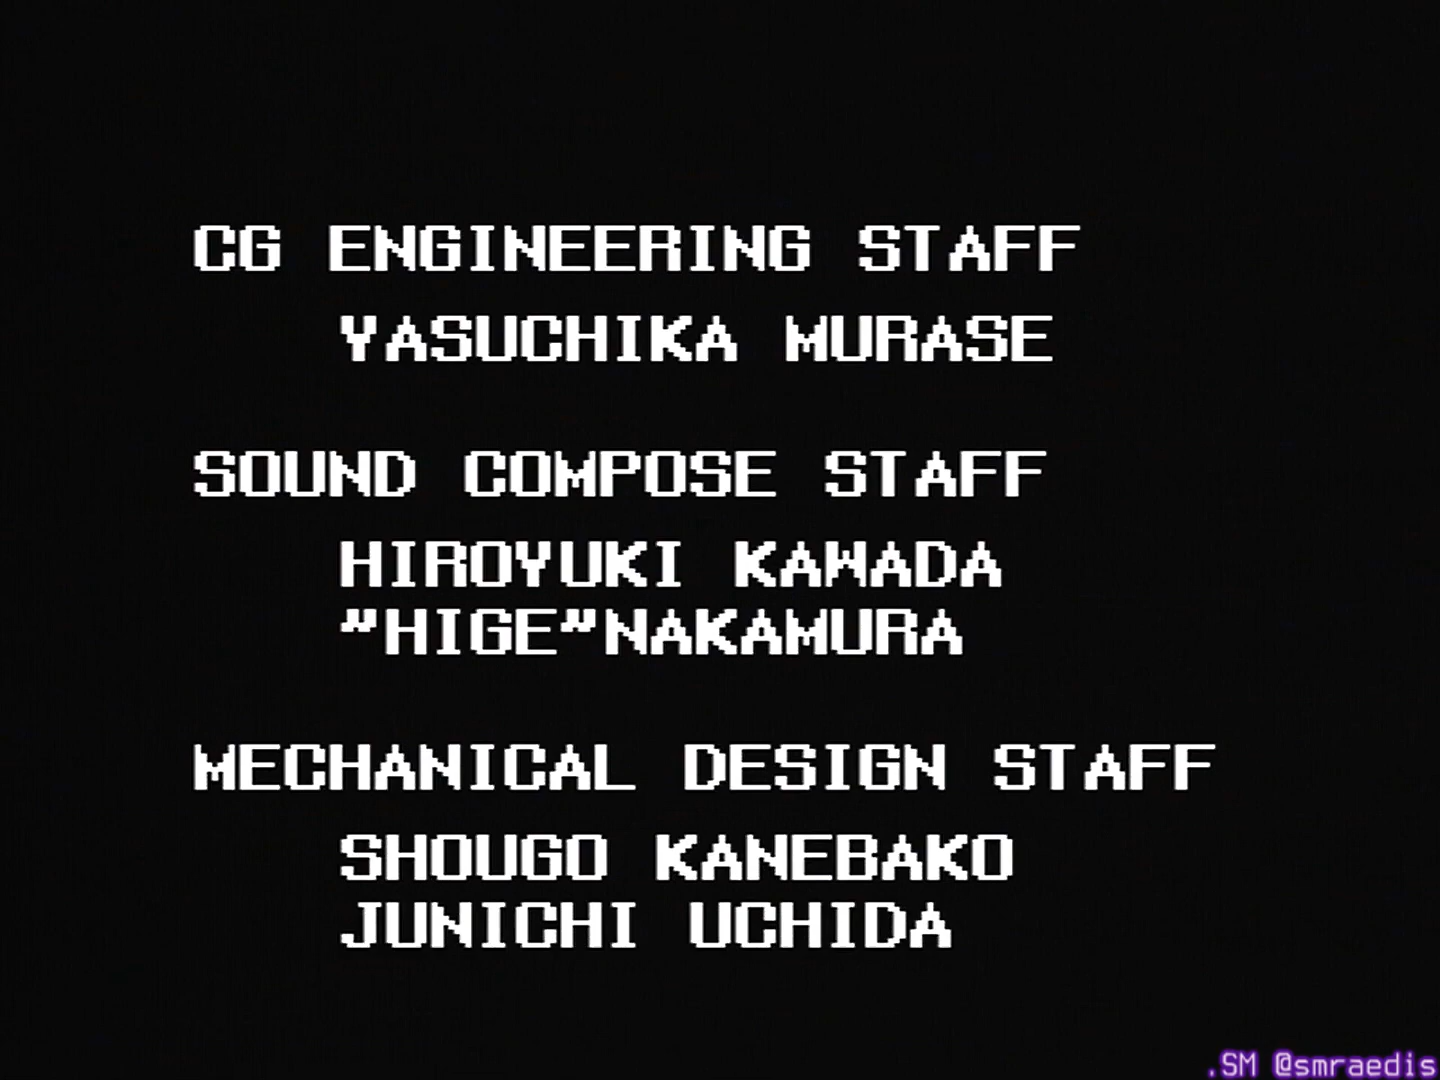 CG ENGINEERING STAFF
YASUCHIKA MURASE
SOUND COMPOSE STAFF
HIROYUKI KAWADA
"HIGE"NAKAMURA
MECHANICAL DESIGN STAFF
SHOUGO KANEBAKO
JUNICHI UCHIDA
.SM @smraedis